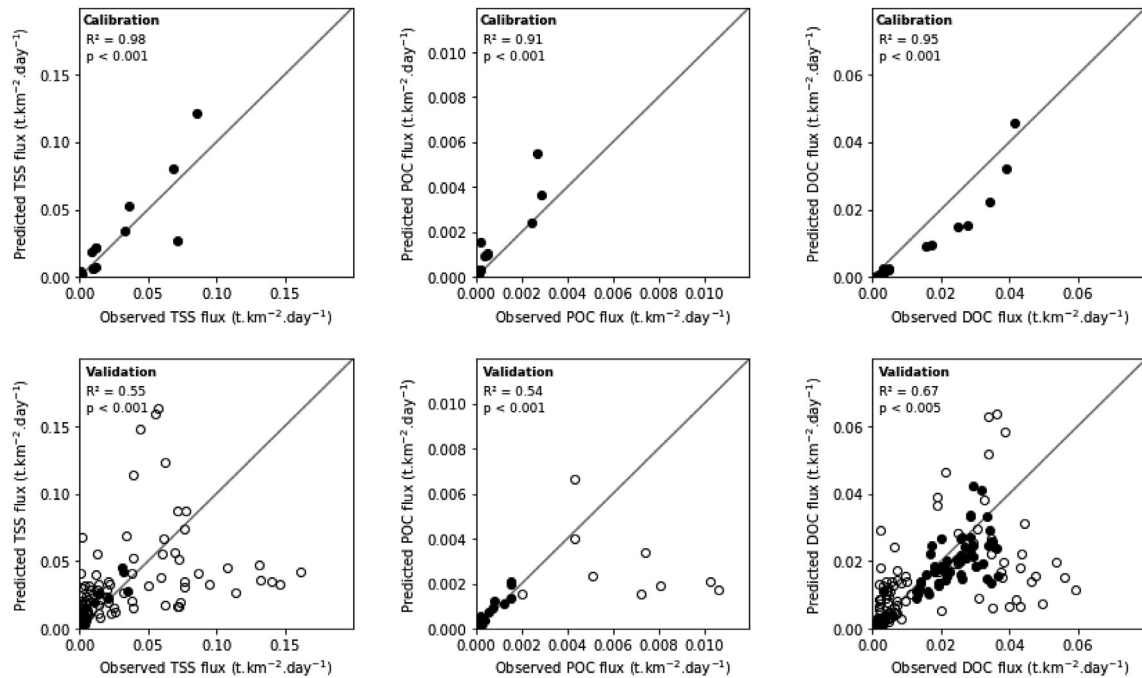 Calibration
R² = 0.98
p < 0.001
Predicted TSS flux (t.km⁻².day⁻¹)
0.15
0.10
0.05
0.00
0.00 0.05 0.10 0.15
Observed TSS flux (t.km⁻².day⁻¹)
Calibration
R² = 0.91
p < 0.001
Predicted POC flux (t.km⁻².day⁻¹)
0.010
0.008
0.006
0.004
0.002
0.000
0.000 0.002 0.004 0.006 0.008 0.010
Observed POC flux (t.km⁻².day⁻¹)
Calibration
R² = 0.95
p < 0.001
Predicted DOC flux (t.km⁻².day⁻¹)
0.06
0.04
0.02
0.00
0.00 0.02 0.04 0.06
Observed DOC flux (t.km⁻².day⁻¹)
Validation
R² = 0.55
p < 0.001
Predicted TSS flux (t.km⁻².day⁻¹)
0.15
0.10
0.05
0.00
0.00 0.05 0.10 0.15
Observed TSS flux (t.km⁻².day⁻¹)
Validation
R² = 0.54
p < 0.001
Predicted POC flux (t.km⁻².day⁻¹)
0.010
0.008
0.006
0.004
0.002
0.000
0.000 0.002 0.004 0.006 0.008 0.010
Observed POC flux (t.km⁻².day⁻¹)
Validation
R² = 0.67
p < 0.005
Predicted DOC flux (t.km⁻².day⁻¹)
0.06
0.04
0.02
0.00
0.00 0.02 0.04 0.06
Observed DOC flux (t.km⁻².day⁻¹)